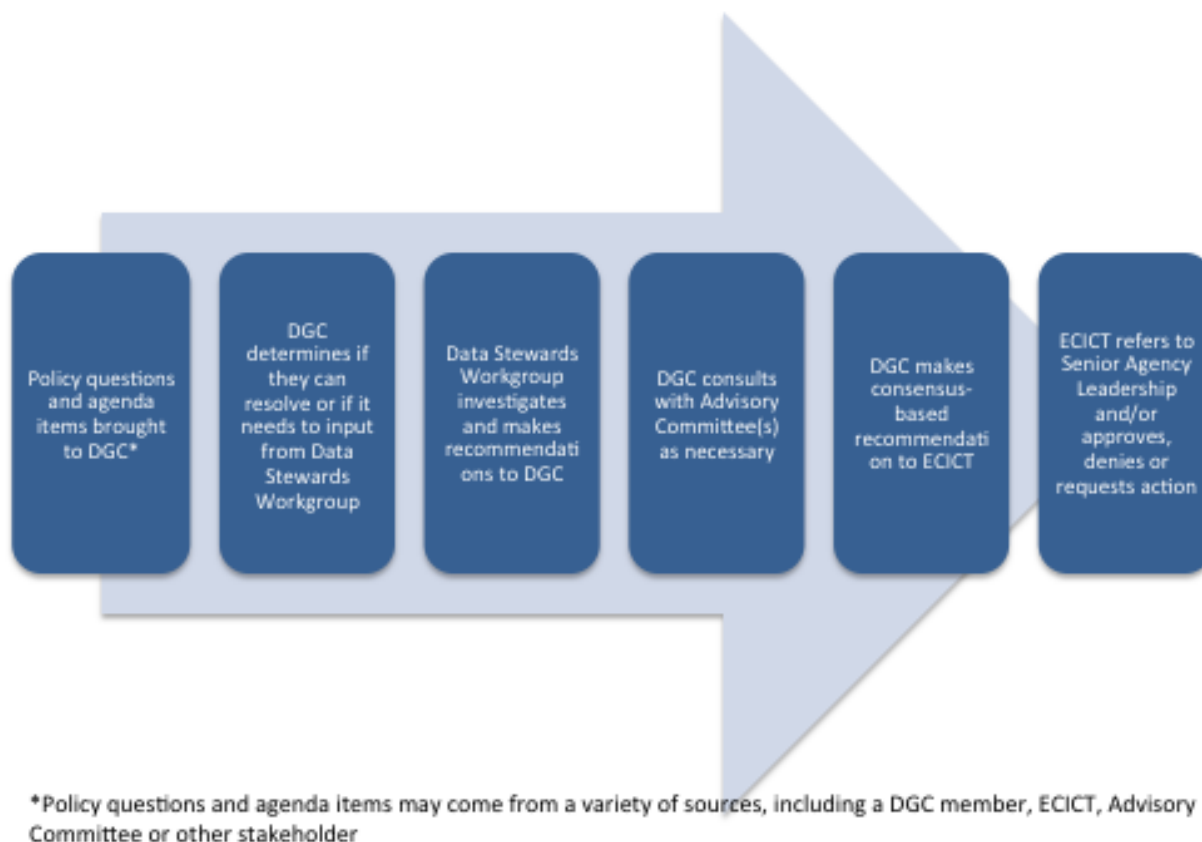 Policy questions
and agenda
items brought
to DGC*
DGC
determines if
they can
resolve or if it
needs to input
from Data
Stewards
Workgroup
Data Stewards
Workgroup
investigates
and makes
recommendati
ons to DGC
DGC consults
with Advisory
Committee(s)
as necessary
DGC makes
consensus-
based
recommendati
on to ECICT
ECICT refers to
Senior Agency
Leadership
and/or
approves,
denies or
requests action
*Policy questions and agenda items may come from a variety of sources, including a DGC member, ECICT, Advisory
Committee or other stakeholder